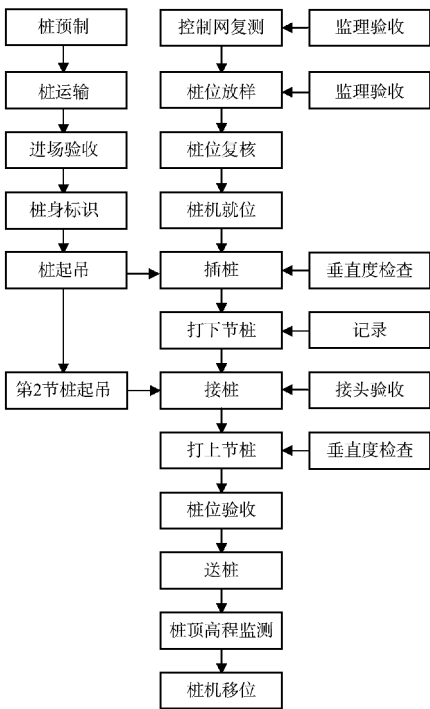 桩预制
控制网复测
监理验收
桩运输
桩位放样
监理验收
进场验收
桩位复核
桩身标识
桩机就位
桩起吊
插桩
垂直度检查
打下节桩
记录
第2节桩起吊
接桩
接头验收
打上节桩
垂直度检查
桩位验收
送桩
桩顶高程监测
桩机移位